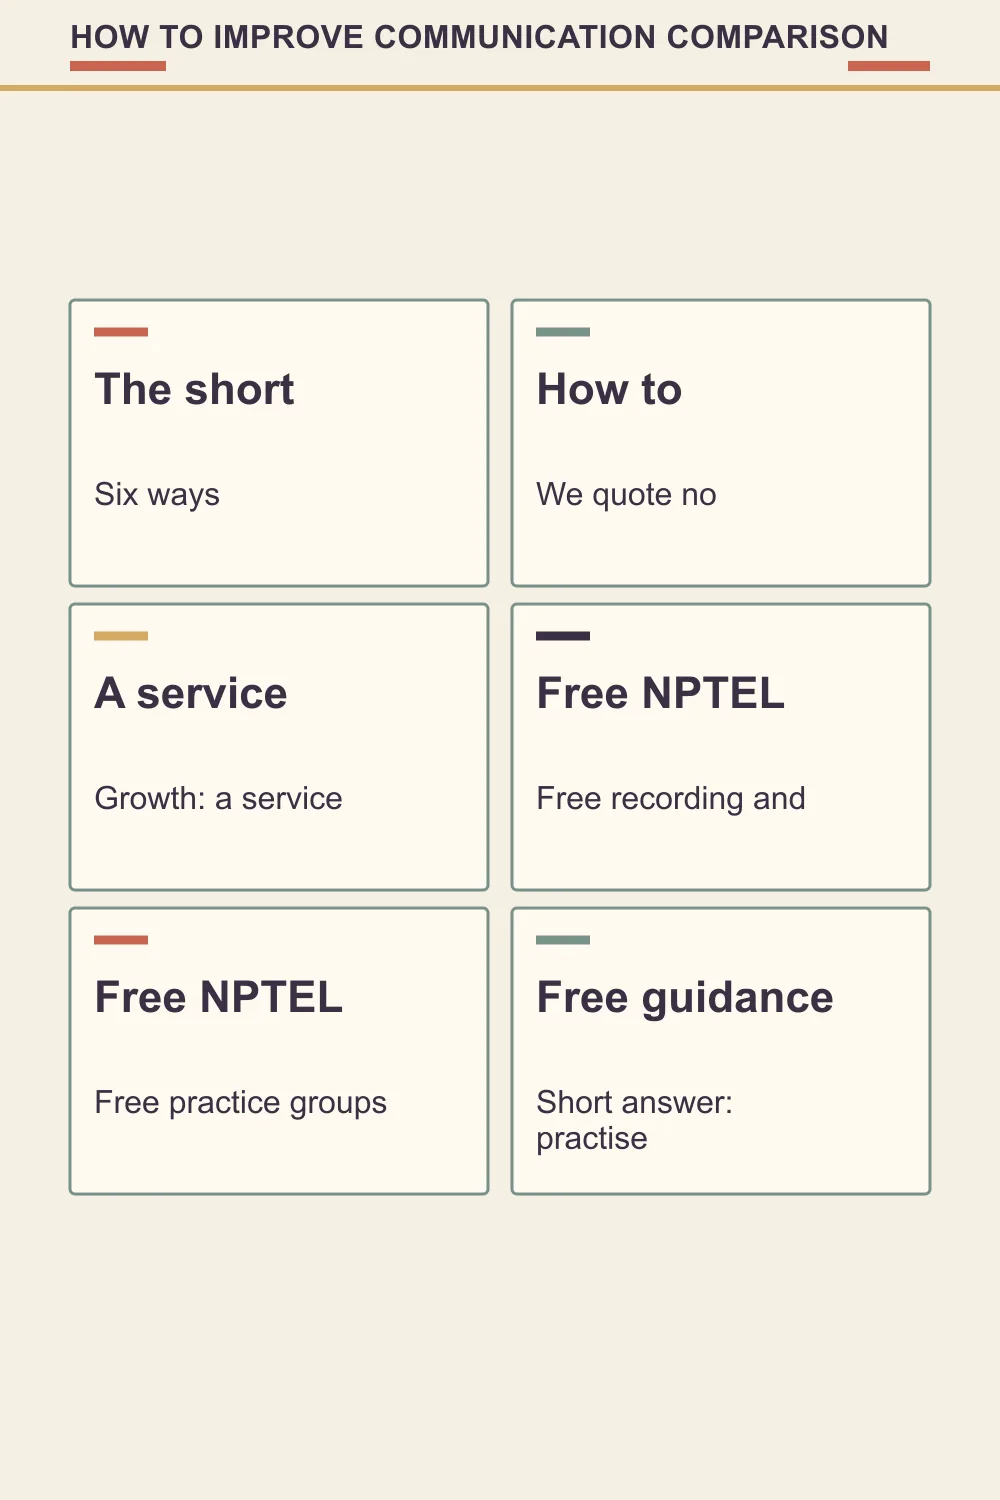 HOW TO IMPROVE COMMUNICATION COMPARISON
The short
Six ways
How to
We quote no
A service
Growth: a service
Free NPTEL
Free recording and
Free NPTEL
Free practice groups
Free guidance
Short answer:
practise